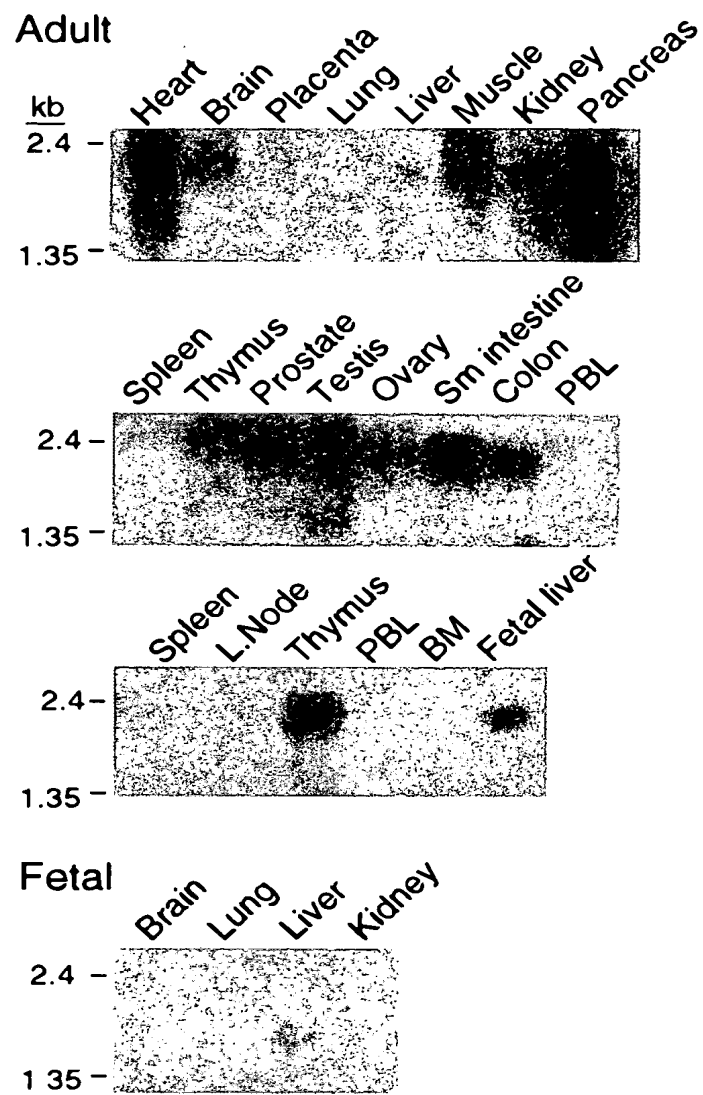 Adult
kb
Heart Brain Placenta Lung Liver Muscle Kidney Pancreas
2.4
1.35
Spleen Thymus Prostate Testis Ovary Sm intestine Colon PBL
2.4
1.35
Spleen L.Node Thymus PBL BM Fetal liver
2.4
1.35
Fetal
Brain Lung Liver Kidney
2.4
1 35